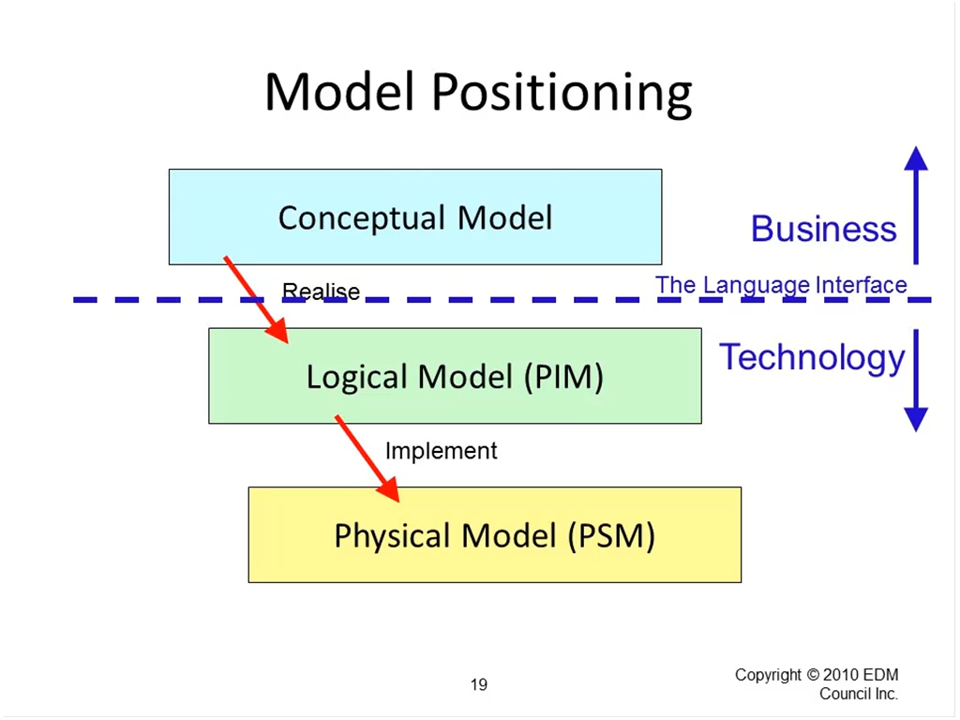 Model Positioning
Conceptual Model
Business
Realise
The Language Interface
Logical Model (PIM)
Technology
Implement
Physical Model (PSM)
19
Copyright © 2010 EDM
Council Inc.